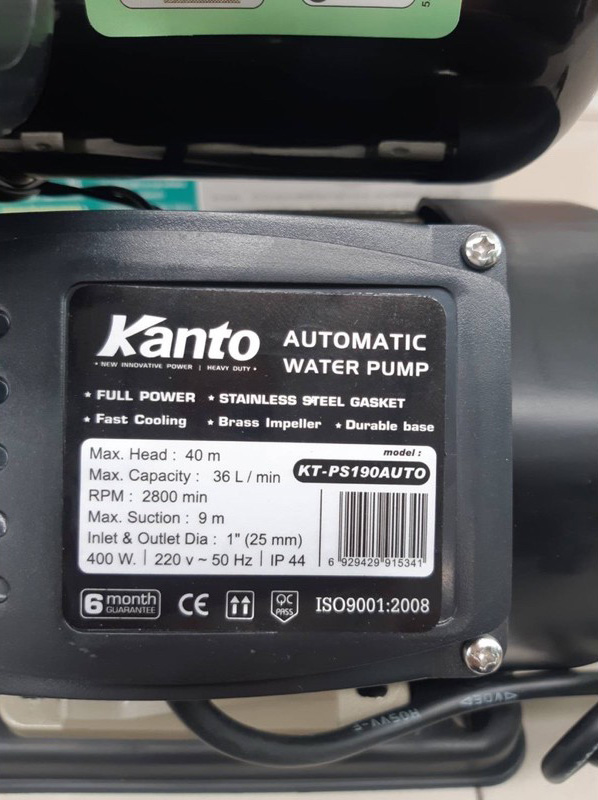 5
Kanto
• NEW INNOVATIVE POWER | HEAVY DUTY •
AUTOMATIC
WATER PUMP
★ FULL POWER ★ STAINLESS STEEL GASKET
★ Fast Cooling ★ Brass Impeller ★ Durable base
Max. Head : 40 m
model :
Max. Capacity : 36 L / min
KT-PS190AUTO
RPM : 2800 min
Max. Suction : 9 m
Inlet & Outlet Dia : 1" (25 mm)
400 W. | 220 v ~ 50 Hz | IP 44
6 929429 915341
6 month
GUARANTEE
CE
QC
PASS
ISO9001:2008
H05VV-F
VDE